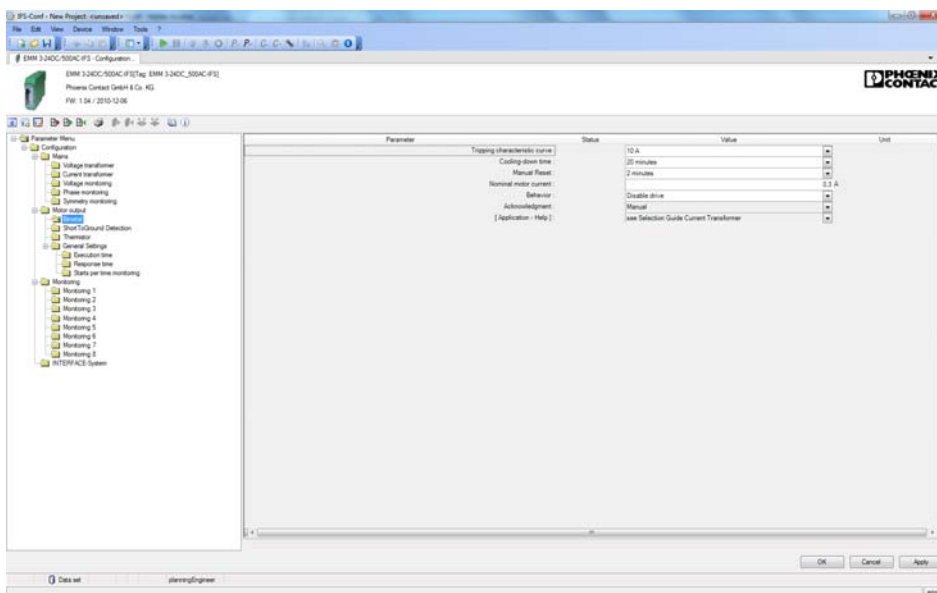 IFS-Conf - New Project <unsaved>
File Edit View Device Window Tools ?
EMM 3-24DC/500AC-IFS - Configuration...
EMM 3-24DC/500AC-IFS[Tag: EMM 3-24DC_500AC-IFS]
Phoenix Contact GmbH & Co. KG
FW: 1.04 / 2010-12-06
PHŒNIX
CONTAC
Parameter Menu
Configuration
Mains
Voltage transformer
Current transformer
Voltage monitoring
Phase monitoring
Symmetry monitoring
Motor output
General
ShortToGround Detection
Thermistor
General Settings
Execution time
Response time
Starts per time monitoring
Monitoring
Monitoring 1
Monitoring 2
Monitoring 3
Monitoring 4
Monitoring 5
Monitoring 6
Monitoring 7
Monitoring 8
INTERFACE-System
Parameter Status Value Unit
Tripping characteristic curve : 10 A
Cooling-down time : 20 minutes
Manual Reset : 2 minutes
Nominal motor current : 0.3 A
Behavior : Disable drive
Acknowledgment : Manual
[ Application - Help ] : see Selection Guide Current Transformer
OK Cancel Apply
Data set planningEngineer